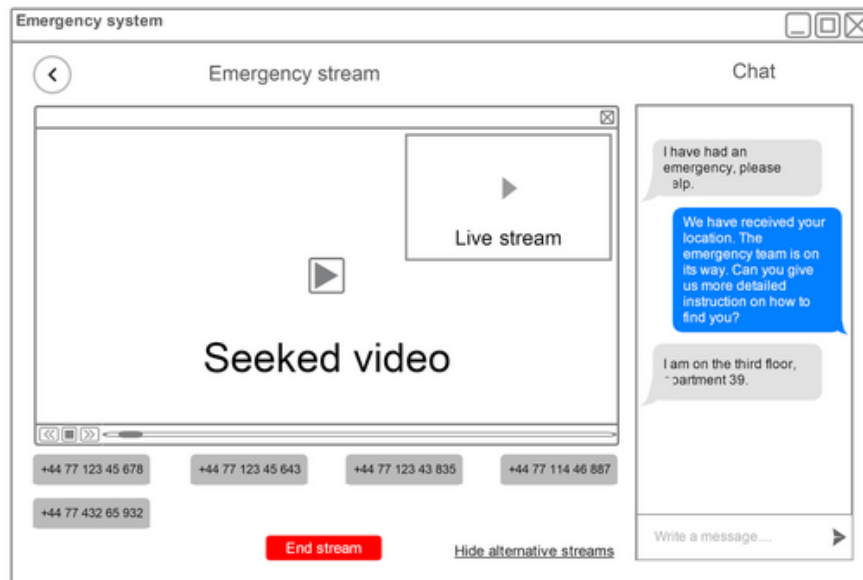 Emergency system
Emergency stream
Chat
Live stream
Seeked video
+44 77 123 45 678
+44 77 123 45 643
+44 77 123 43 835
+44 77 114 46 887
+44 77 432 65 932
End stream
Hide alternative streams
I have had an
emergency, please
elp.
We have received your
location. The
emergency team is on
its way. Can you give
us more detailed
instruction on how to
find you?
I am on the third floor,
partment 39.
Write a message....